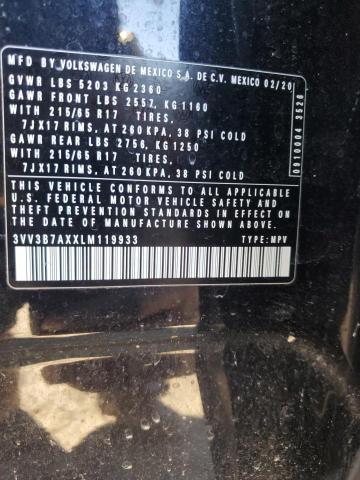 MFD. BY VOLKSWAGEN DE MEXICO S.A. DE C.V. MEXICO 02/20
GVWR LBS 5203 KG 2360
GAWR FRONT LBS 2557, KG 1160
WITH 215/65 R17 TIRES,
7JX17 RIMS, AT 260 KPA, 38 PSI COLD
GAWR REAR LBS 2756, KG 1250
WITH 215/65 R17 TIRES,
7JX17 RIMS, AT 260 KPA, 38 PSI COLD
THIS VEHICLE CONFORMS TO ALL APPLICABLE
U.S. FEDERAL MOTOR VEHICLE SAFETY AND
THEFT PREVENTION STANDARDS IN EFFECT ON
THE DATE OF MANUFACTURE SHOWN ABOVE.
3VV3B7AXXLM119933 TYPE: MPV
0910004 3520